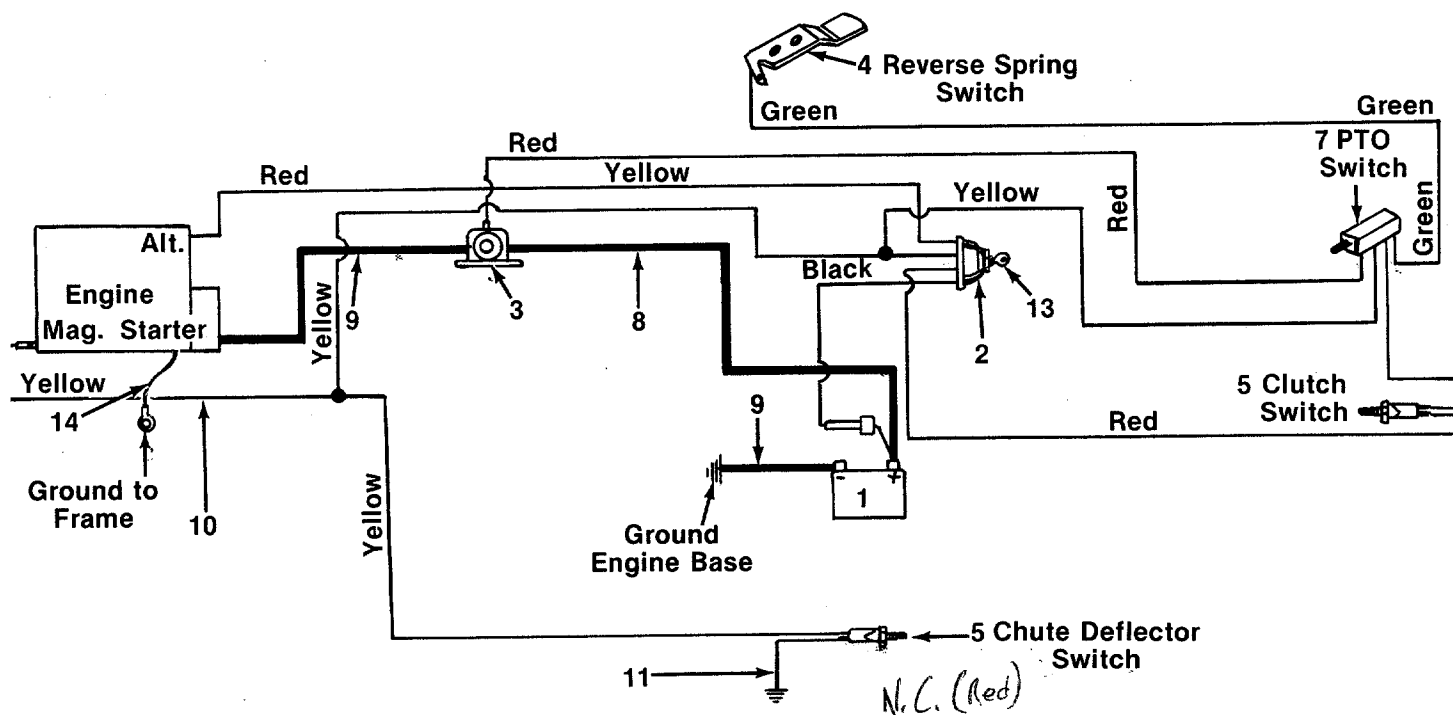 4 Reverse Spring
Switch
Green
Green
7 PTO
Switch
Red
Yellow
Red
Yellow
Red
Green
Alt.
Black
Engine
Mag. Starter
9
3
8
2
13
Yellow
Yellow
14
10
Ground to
Frame
5 Clutch
Switch
Red
9
- +
1
Ground
Engine Base
Yellow
5 Chute Deflector
Switch
11
N.C. (Red)